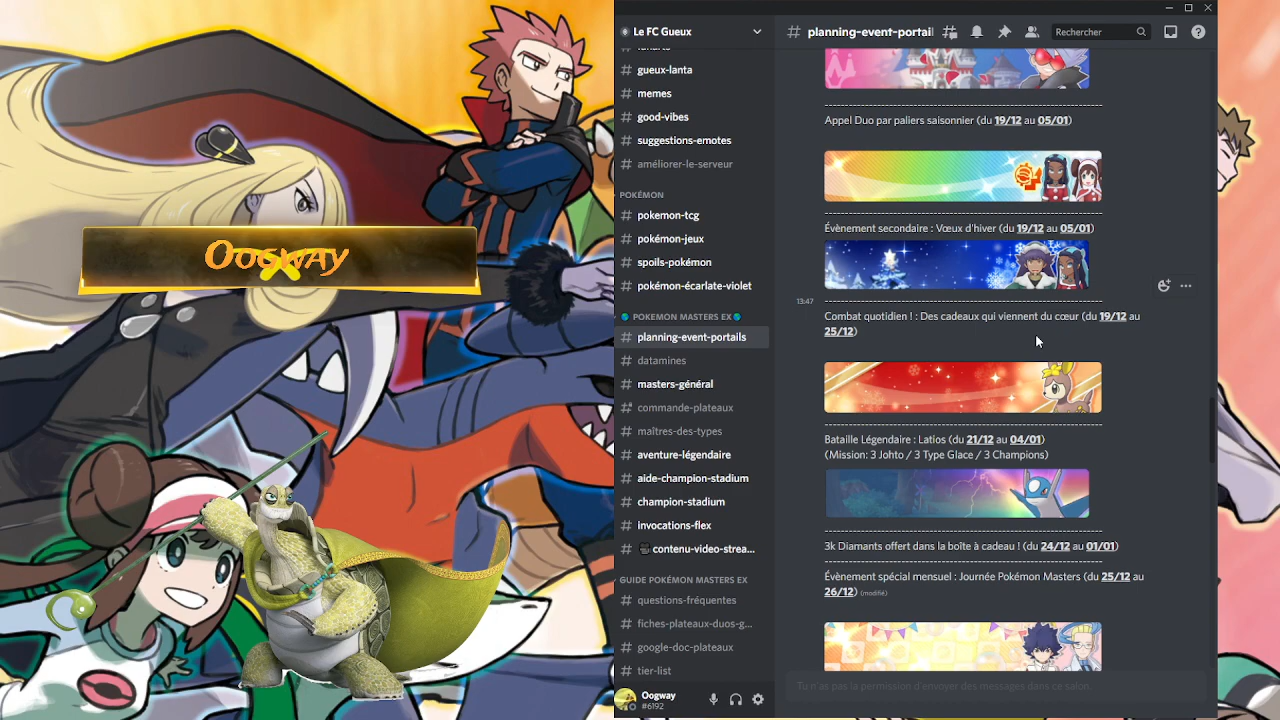 Oogway
Le FC Gueux
gueux-lanta
memes
good-vibes
suggestions-emotes
améliorer-le-serveur
POKÉMON
pokemon-tcg
pokémon-jeux
spoils-pokémon
pokémon-écarlate-violet
POKEMON MASTERS EX
planning-event-portails
datamines
masters-général
commande-plateaux
maîtres-des-types
aventure-légendaire
aide-champion-stadium
champion-stadium
invocations-flex
contenu-video-strea...
GUIDE POKÉMON MASTERS EX
questions-fréquentes
fiches-plateaux-duos-g...
google-doc-plateaux
tier-list
Oogway
#6192
planning-event-portail
Rechercher
Appel Duo par paliers saisonnier (du 19/12 au 05/01)
Évènement secondaire : Vœux d'hiver (du 19/12 au 05/01)
13:47
Combat quotidien ! : Des cadeaux qui viennent du cœur (du 19/12 au
25/12)
Bataille Légendaire : Latios (du 21/12 au 04/01)
(Mission: 3 Johto / 3 Type Glace / 3 Champions)
3k Diamants offert dans la boîte à cadeau ! (du 24/12 au 01/01)
Évènement spécial mensuel : Journée Pokémon Masters (du 25/12 au
26/12) (modifié)
Tu n'as pas la permission d'envoyer des messages dans ce salon.